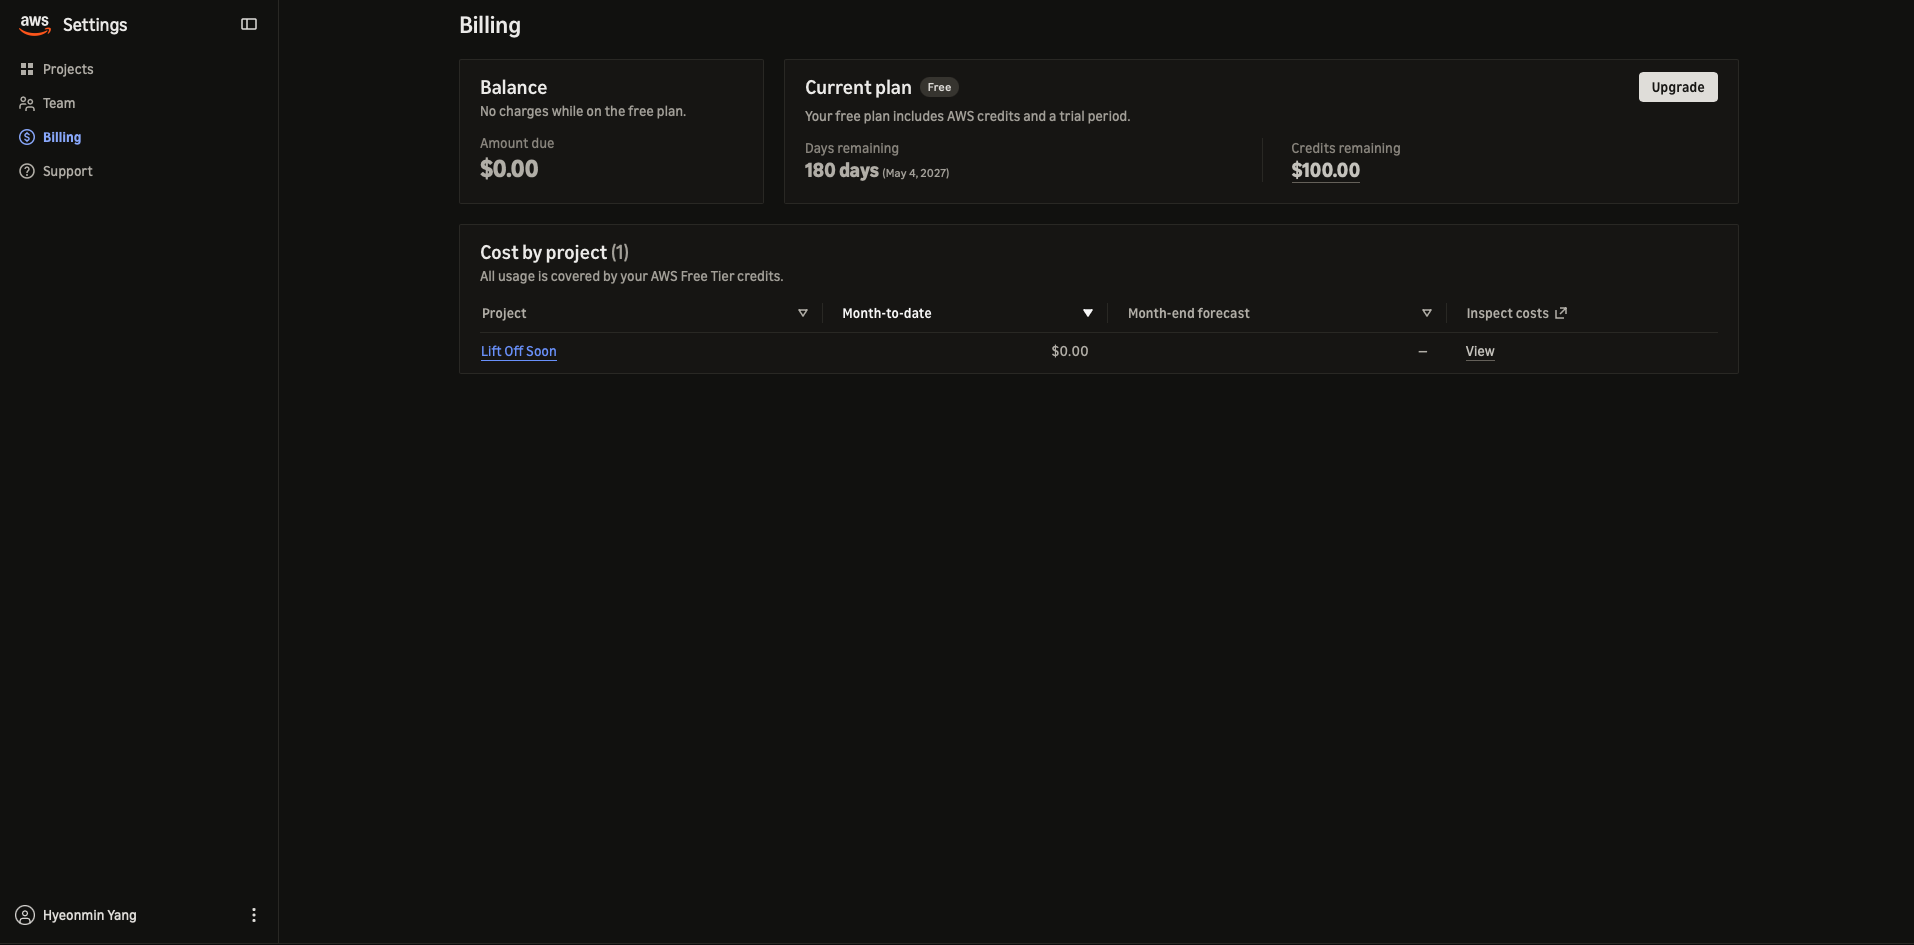 aws Settings
Projects
Team
Billing
Support
Billing
Balance
No charges while on the free plan.
Amount due
$0.00
Current plan Free
Upgrade
Your free plan includes AWS credits and a trial period.
Days remaining
180 days (May 4, 2027)
Credits remaining
$100.00
Cost by project (1)
All usage is covered by your AWS Free Tier credits.
Project Month-to-date Month-end forecast Inspect costs
Lift Off Soon $0.00 – View
Hyeonmin Yang